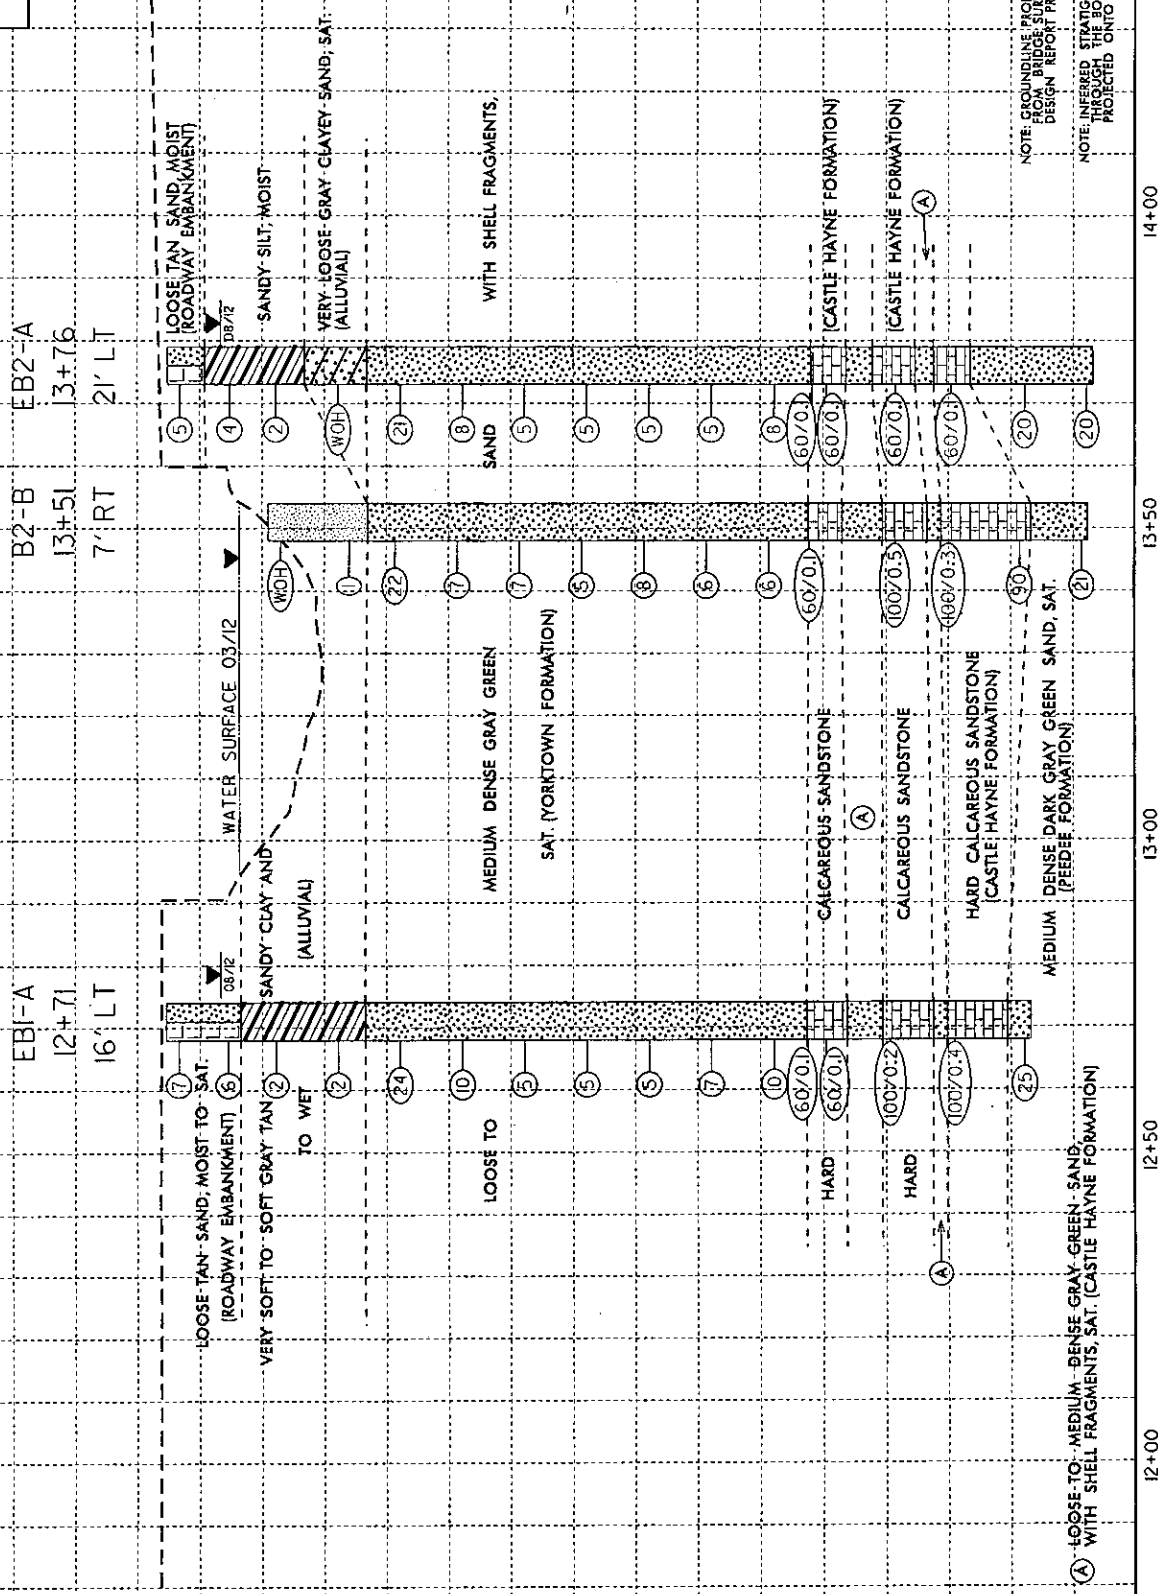 EB1-A
12+71
16' LT
B2-B
13+51
7' RT
EB2-A
13+76
21' LT
LOOSE TAN SAND, MOIST TO SAT.
(ROADWAY EMBANKMENT)
LOOSE TAN SAND, MOIST
(ROADWAY EMBANKMENT)
08/12
WATER SURFACE 03/12
08/12
VERY SOFT TO SOFT GRAY TAN SANDY CLAY AND SANDY SILT, MOIST
TO WET (ALLUVIAL)
VERY LOOSE GRAY CLAYEY SAND, SAT.
(ALLUVIAL)
LOOSE TO MEDIUM DENSE GRAY GREEN SAND WITH SHELL FRAGMENTS,
SAT. (YORKTOWN FORMATION)
HARD CALCAREOUS SANDSTONE (CASTLE HAYNE FORMATION)
A
HARD CALCAREOUS SANDSTONE (CASTLE HAYNE FORMATION)
A
A
HARD CALCAREOUS SANDSTONE
(CASTLE HAYNE FORMATION)
MEDIUM DENSE DARK GRAY GREEN SAND, SAT.
(PEEDEE FORMATION)
7
6
2
2
24
10
5
5
5
7
10
60/0.1
60/0.1
100/0.2
100/0.4
25
WOH
1
22
7
7
5
8
6
6
60/0.1
100/0.5
100/0.3
90
21
5
4
2
WOH
21
8
5
5
5
5
8
60/0.1
60/0.1
60/0.1
60/0.1
20
20
A LOOSE TO MEDIUM DENSE GRAY GREEN SAND,
WITH SHELL FRAGMENTS, SAT. (CASTLE HAYNE FORMATION)
NOTE: GROUNDLINE
FROM BRIDGE
DESIGN REPORT
NOTE: INFERRED
THROUGH THE
PROJECTED ONTO
12+00
12+50
13+00
13+50
14+00